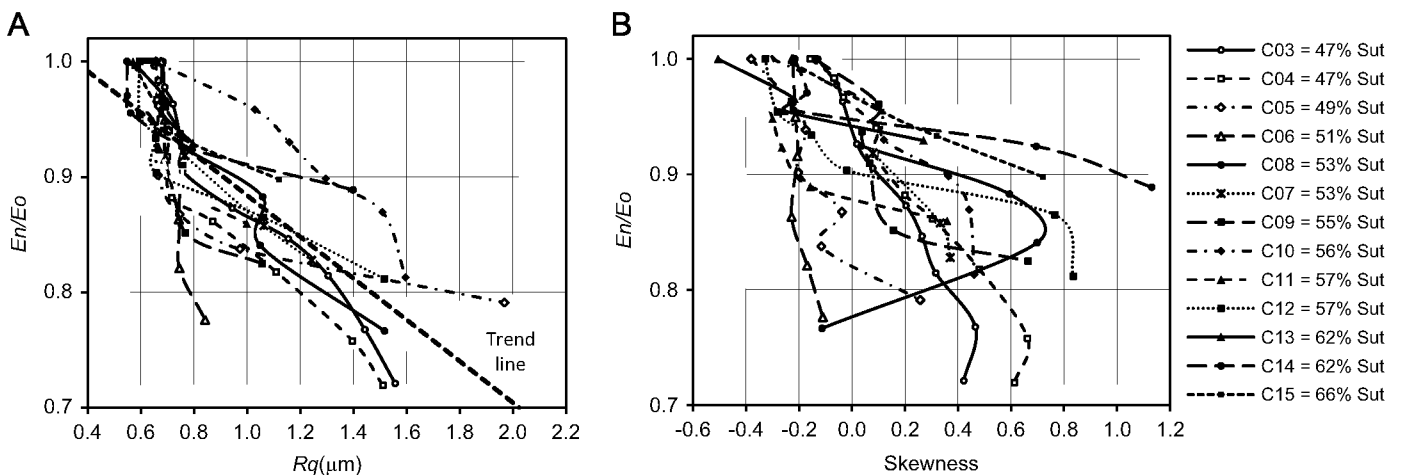 A
En/Eo
1.0
0.9
0.8
0.7
0.4 0.6 0.8 1.0 1.2 1.4 1.6 1.8 2.0 2.2
Rq(μm)
Trend
line
B
En/Eo
1.0
0.9
0.8
0.7
-0.6 -0.4 -0.2 0.0 0.2 0.4 0.6 0.8 1.0 1.2
Skewness
C03 = 47% Sut
C04 = 47% Sut
C05 = 49% Sut
C06 = 51% Sut
C08 = 53% Sut
C07 = 53% Sut
C09 = 55% Sut
C10 = 56% Sut
C11 = 57% Sut
C12 = 57% Sut
C13 = 62% Sut
C14 = 62% Sut
C15 = 66% Sut